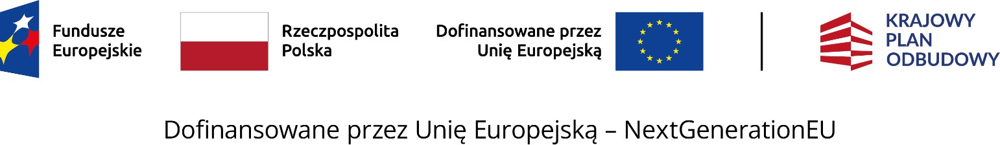 Fundusze
Europejskie
Rzeczpospolita
Polska
Dofinansowane przez
Unię Europejską
KRAJOWY
PLAN
ODBUDOWY
Dofinansowane przez Unię Europejską – NextGenerationEU